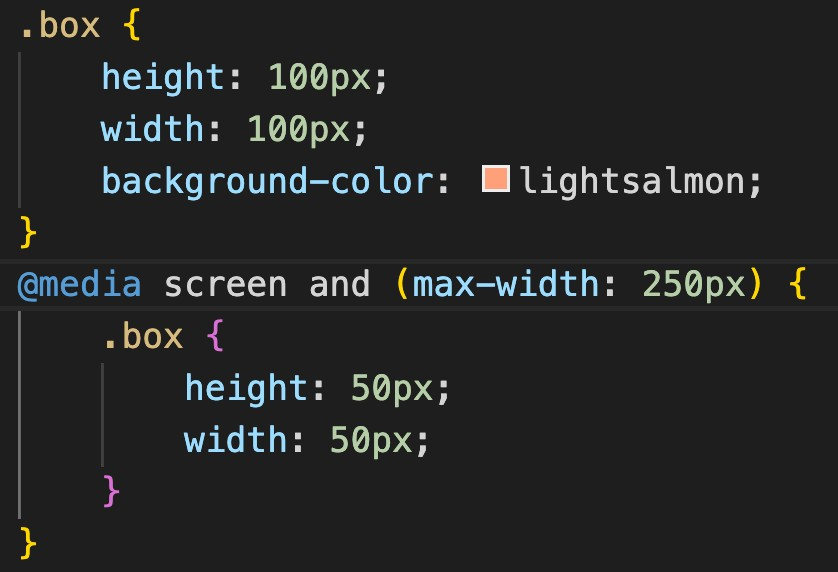 .box {
    height: 100px;
    width: 100px;
    background-color: lightsalmon;
}
@media screen and (max-width: 250px) {
    .box {
        height: 50px;
        width: 50px;
    }
}